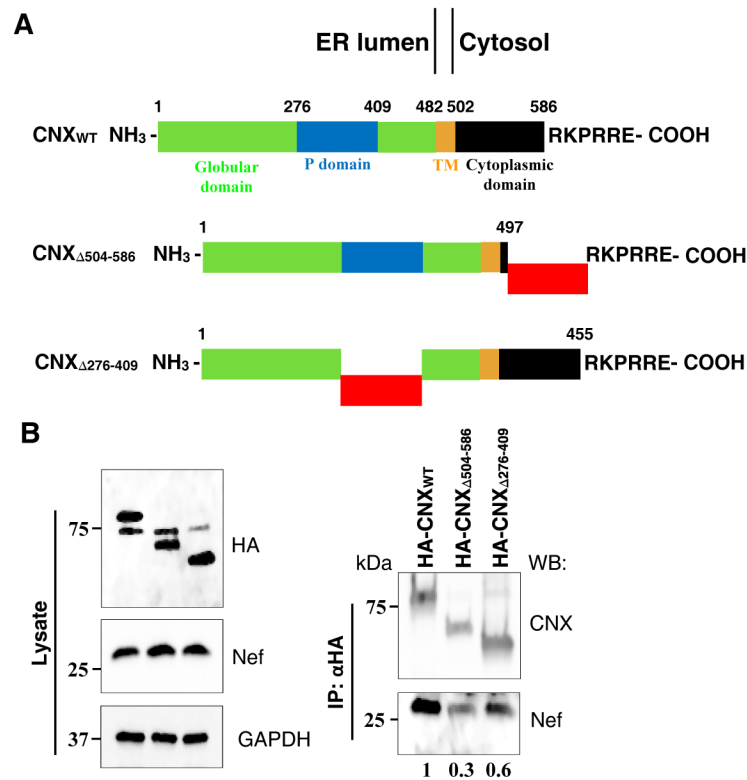 A
ER lumen Cytosol
1 276 409 482 502 586
CNXWT NH3 - RKPRRE- COOH
Globular domain P domain TM Cytoplasmic domain
1 497
CNXΔ504-586 NH3 - RKPRRE- COOH
1 455
CNXΔ276-409 NH3 - RKPRRE- COOH
B
Lysate
75 HA
25 Nef
37 GAPDH
HA-CNXWT
HA-CNXΔ504-586
HA-CNXΔ276-409
kDa WB:
IP: αHA
75 CNX
25 Nef
1 0.3 0.6